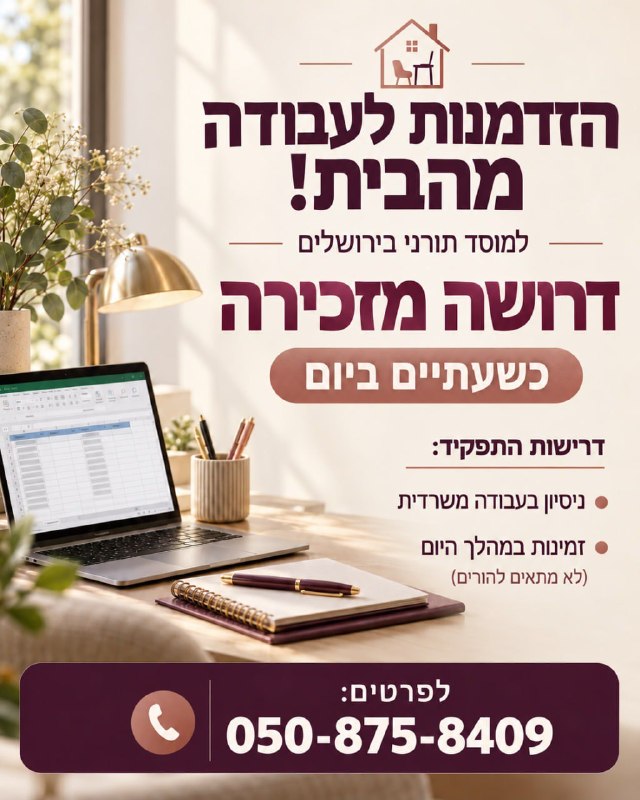 הזדמנות לעבודה
מהבית!
למוסד תורני בירושלים
דרושה מזכירה
כשעתיים ביום
דרישות התפקיד:
ניסיון בעבודה משרדית
זמינות במהלך היום
(לא מתאים להורים)
לפרטים:
050-875-8409